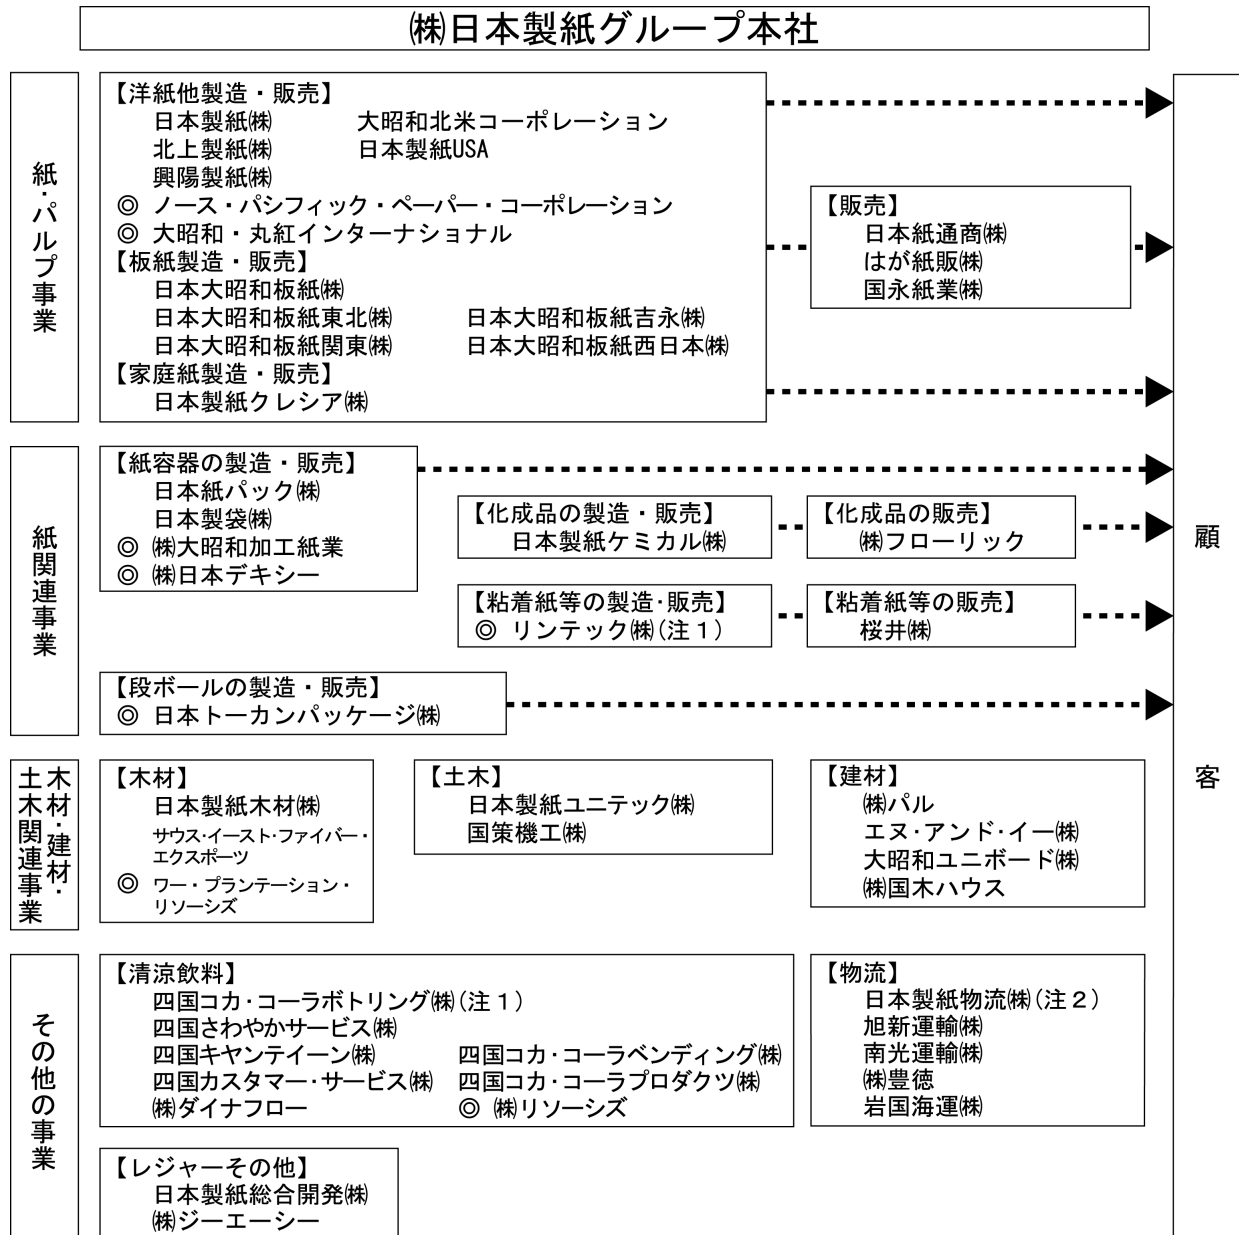 ㈱日本製紙グループ本社
紙・パルプ事業
【洋紙他製造・販売】
日本製紙㈱ 大昭和北米コーポレーション
北上製紙㈱ 日本製紙USA
興陽製紙㈱
◎ ノース・パシフィック・ペーパー・コーポレーション
◎ 大昭和・丸紅インターナショナル
【板紙製造・販売】
日本大昭和板紙㈱
日本大昭和板紙東北㈱ 日本大昭和板紙吉永㈱
日本大昭和板紙関東㈱ 日本大昭和板紙西日本㈱
【家庭紙製造・販売】
日本製紙クレシア㈱
【販売】
日本紙通商㈱
はが紙販㈱
国永紙業㈱
紙関連事業
【紙容器の製造・販売】
日本紙パック㈱
日本製袋㈱
◎ ㈱大昭和加工紙業
◎ ㈱日本デキシー
【化成品の製造・販売】
日本製紙ケミカル㈱
【化成品の販売】
㈱フローリック
【粘着紙等の製造・販売】
◎ リンテック㈱(注1)
【粘着紙等の販売】
桜井㈱
【段ボールの製造・販売】
◎ 日本トーカンパッケージ㈱
木材・建材・
土木関連事業
【木材】
日本製紙木材㈱
サウス・イースト・ファイバー・
エクスポーツ
◎ ワー・プランテーション・
リソーシズ
【土木】
日本製紙ユニテック㈱
国策機工㈱
【建材】
㈱パル
エヌ・アンド・イー㈱
大昭和ユニボード㈱
㈱国木ハウス
その他の事業
【清涼飲料】
四国コカ・コーラボトリング㈱(注1)
四国さわやかサービス㈱
四国キヤンテイーン㈱ 四国コカ・コーラベンディング㈱
四国カスタマー・サービス㈱ 四国コカ・コーラプロダクツ㈱
㈱ダイナフロー ◎ ㈱リソーシズ
【物流】
日本製紙物流㈱(注2)
旭新運輸㈱
南光運輸㈱
㈱豊徳
岩国海運㈱
【レジャーその他】
日本製紙総合開発㈱
㈱ジーエーシー
顧客